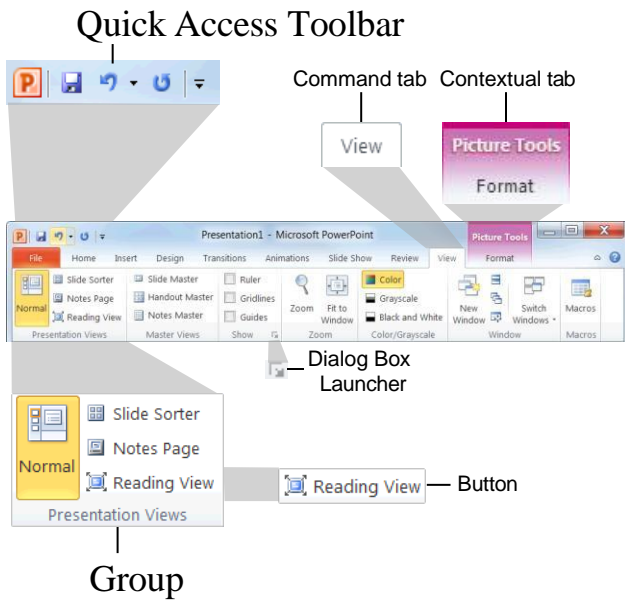 Quick Access Toolbar
Command tab
Contextual tab
View
Picture Tools
Format
Presentation1 - Microsoft PowerPoint
Picture Tools
File
Home
Insert
Design
Transitions
Animations
Slide Show
Review
View
Format
Normal
Slide Sorter
Notes Page
Reading View
Presentation Views
Slide Master
Handout Master
Notes Master
Master Views
Ruler
Gridlines
Guides
Show
Zoom
Fit to
Window
Zoom
Color
Grayscale
Black and White
Color/Grayscale
New
Window
Switch
Windows
Window
Macros
Macros
Dialog Box
Launcher
Normal
Slide Sorter
Notes Page
Reading View
Presentation Views
Reading View
Button
Group